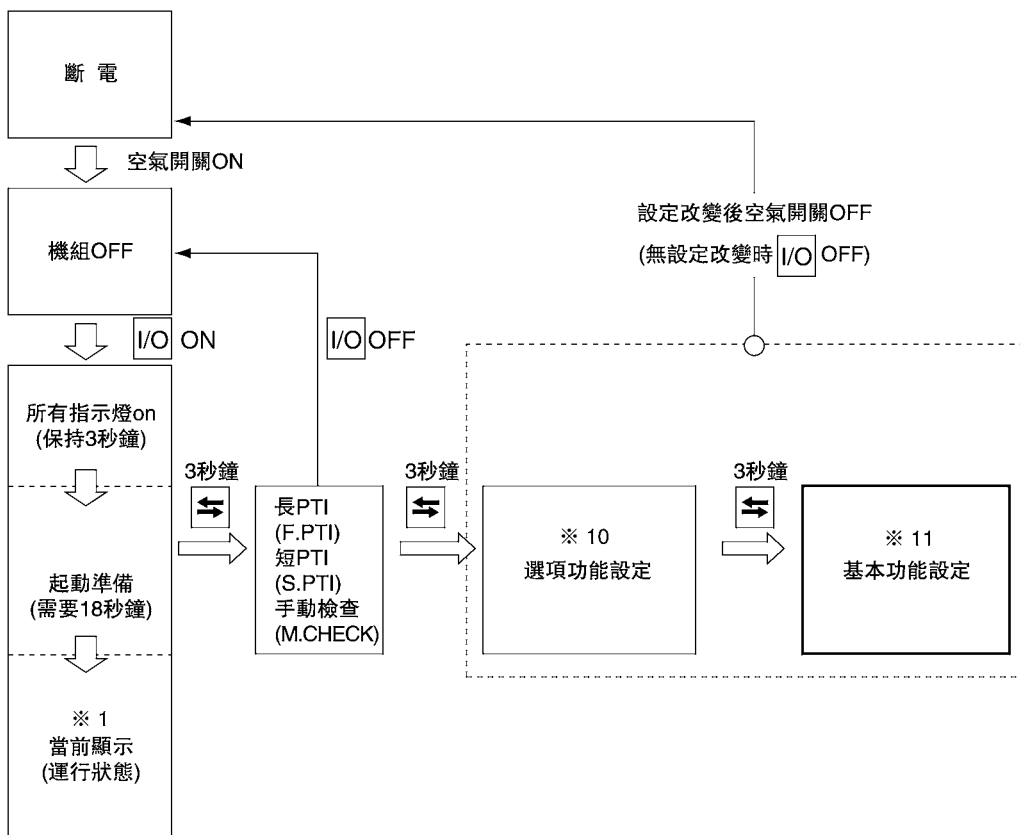 斷 電
空氣開關ON
機組OFF
設定改變後空氣開關OFF
(無設定改變時 I/O OFF)
I/O ON
I/O OFF
所有指示燈on
(保持3秒鐘)
3秒鐘
3秒鐘
3秒鐘
起動準備
(需要18秒鐘)
長PTI
(F.PTI)
短PTI
(S.PTI)
手動檢查
(M.CHECK)
※ 10
選項功能設定
※ 11
基本功能設定
※ 1
當前顯示
(運行狀態)